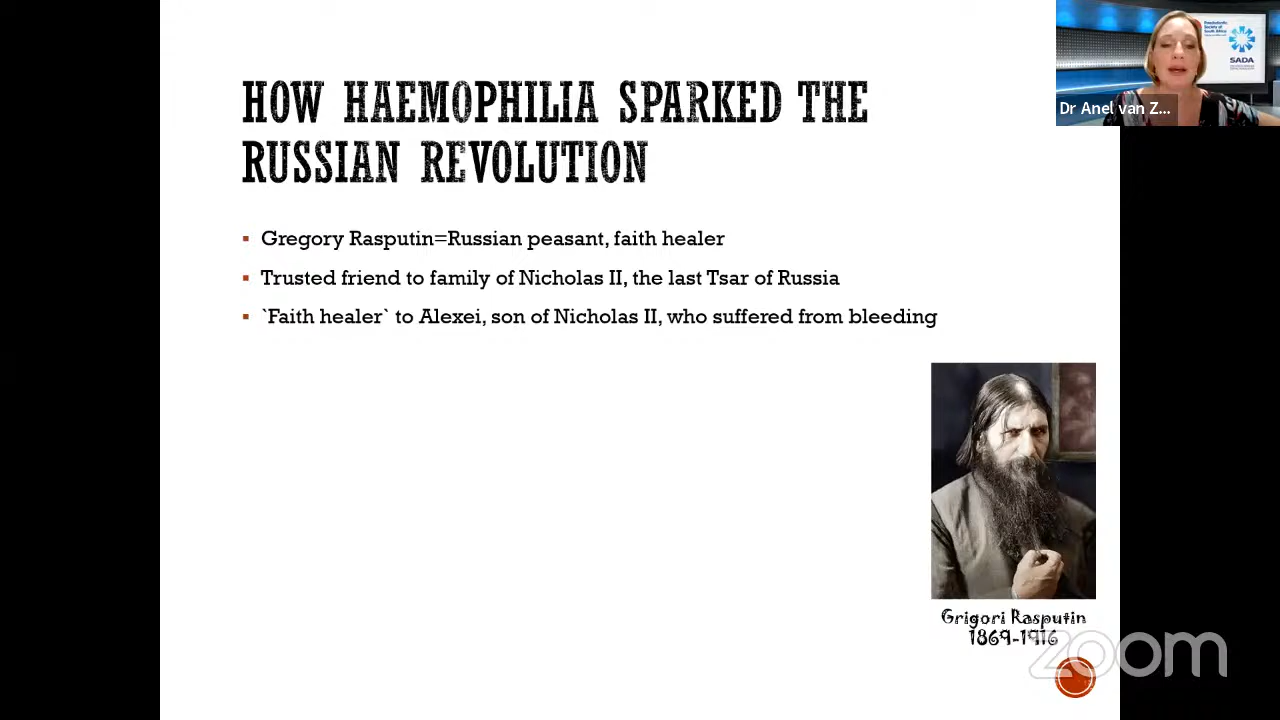 HOW HAEMOPHILIA SPARKED THE
RUSSIAN REVOLUTION
Gregory Rasputin=Russian peasant, faith healer
Trusted friend to family of Nicholas II, the last Tsar of Russia
`Faith healer` to Alexei, son of Nicholas II, who suffered from bleeding
Grigori Rasputin
1869-1916
zoom
SADA
Dr Anel van Z...